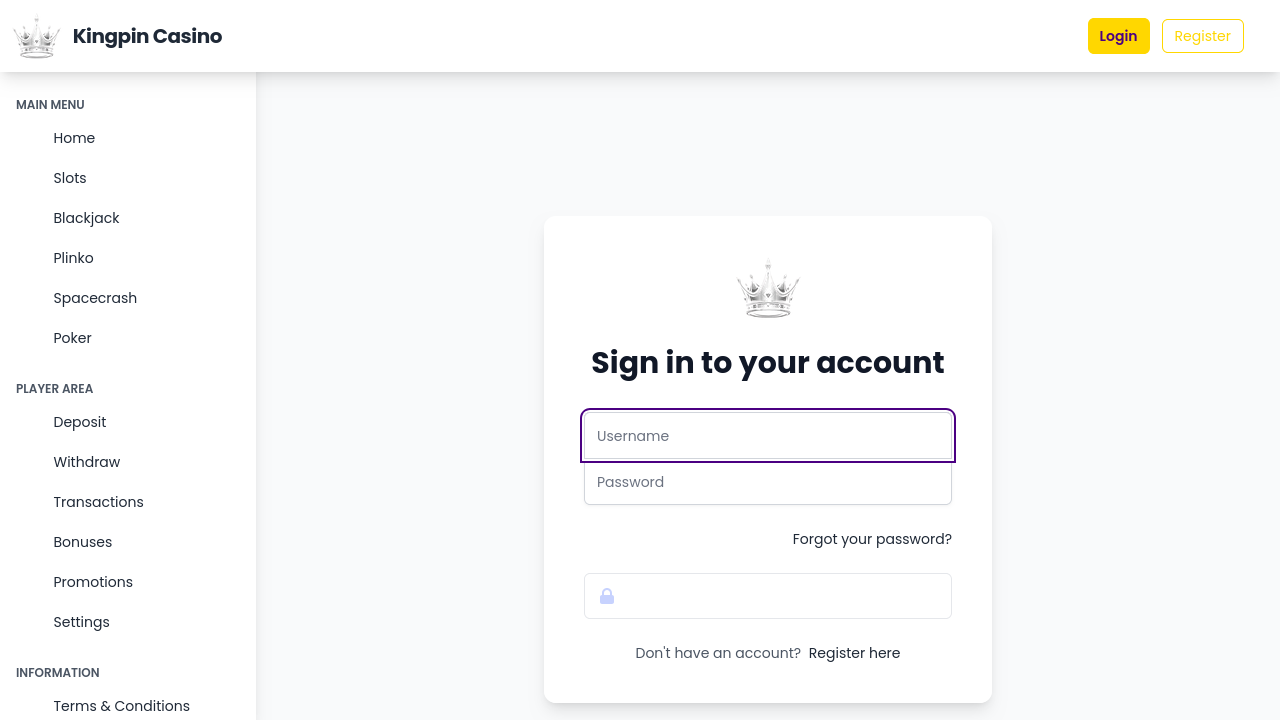 Kingpin Casino
Login
Register
MAIN MENU
Home
Slots
Blackjack
Plinko
Spacecrash
Poker
PLAYER AREA
Deposit
Withdraw
Transactions
Bonuses
Promotions
Settings
INFORMATION
Terms & Conditions
Sign in to your account
Username
Password
Forgot your password?
Don't have an account? Register here